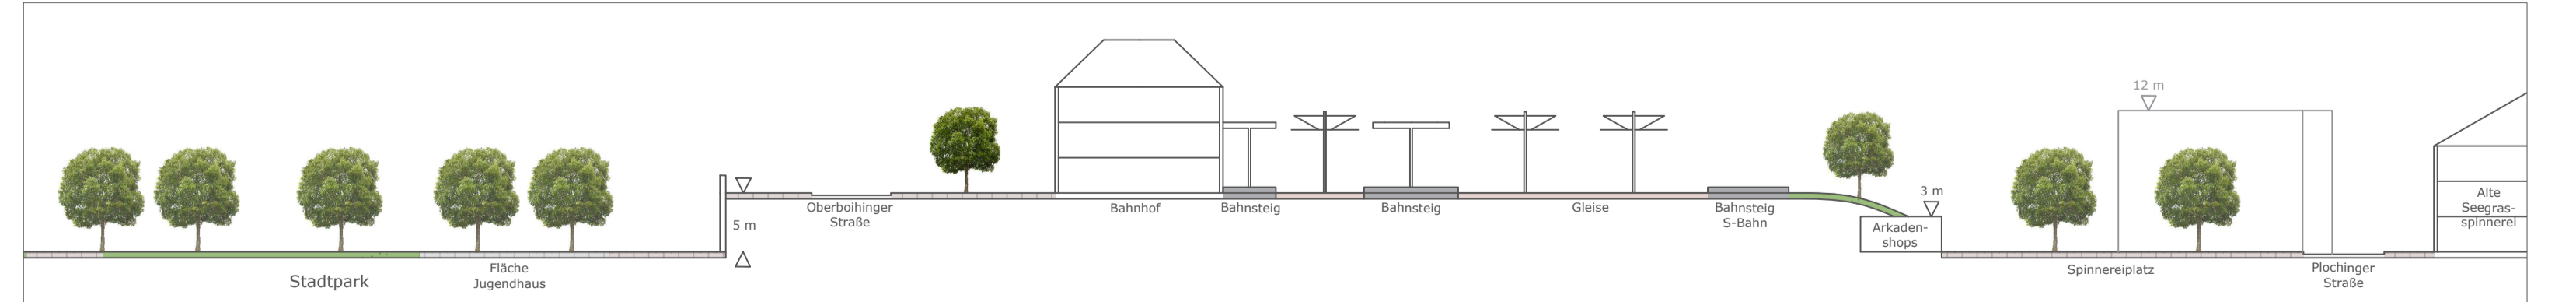 12 m
3 m
5 m
Oberboihinger
Straße
Bahnhof
Bahnsteig
Bahnsteig
Gleise
Bahnsteig
S-Bahn
Arkaden-
shops
Alte
Seegras-
spinnerei
Stadtpark
Fläche
Jugendhaus
Spinnereiplatz
Plochinger
Straße